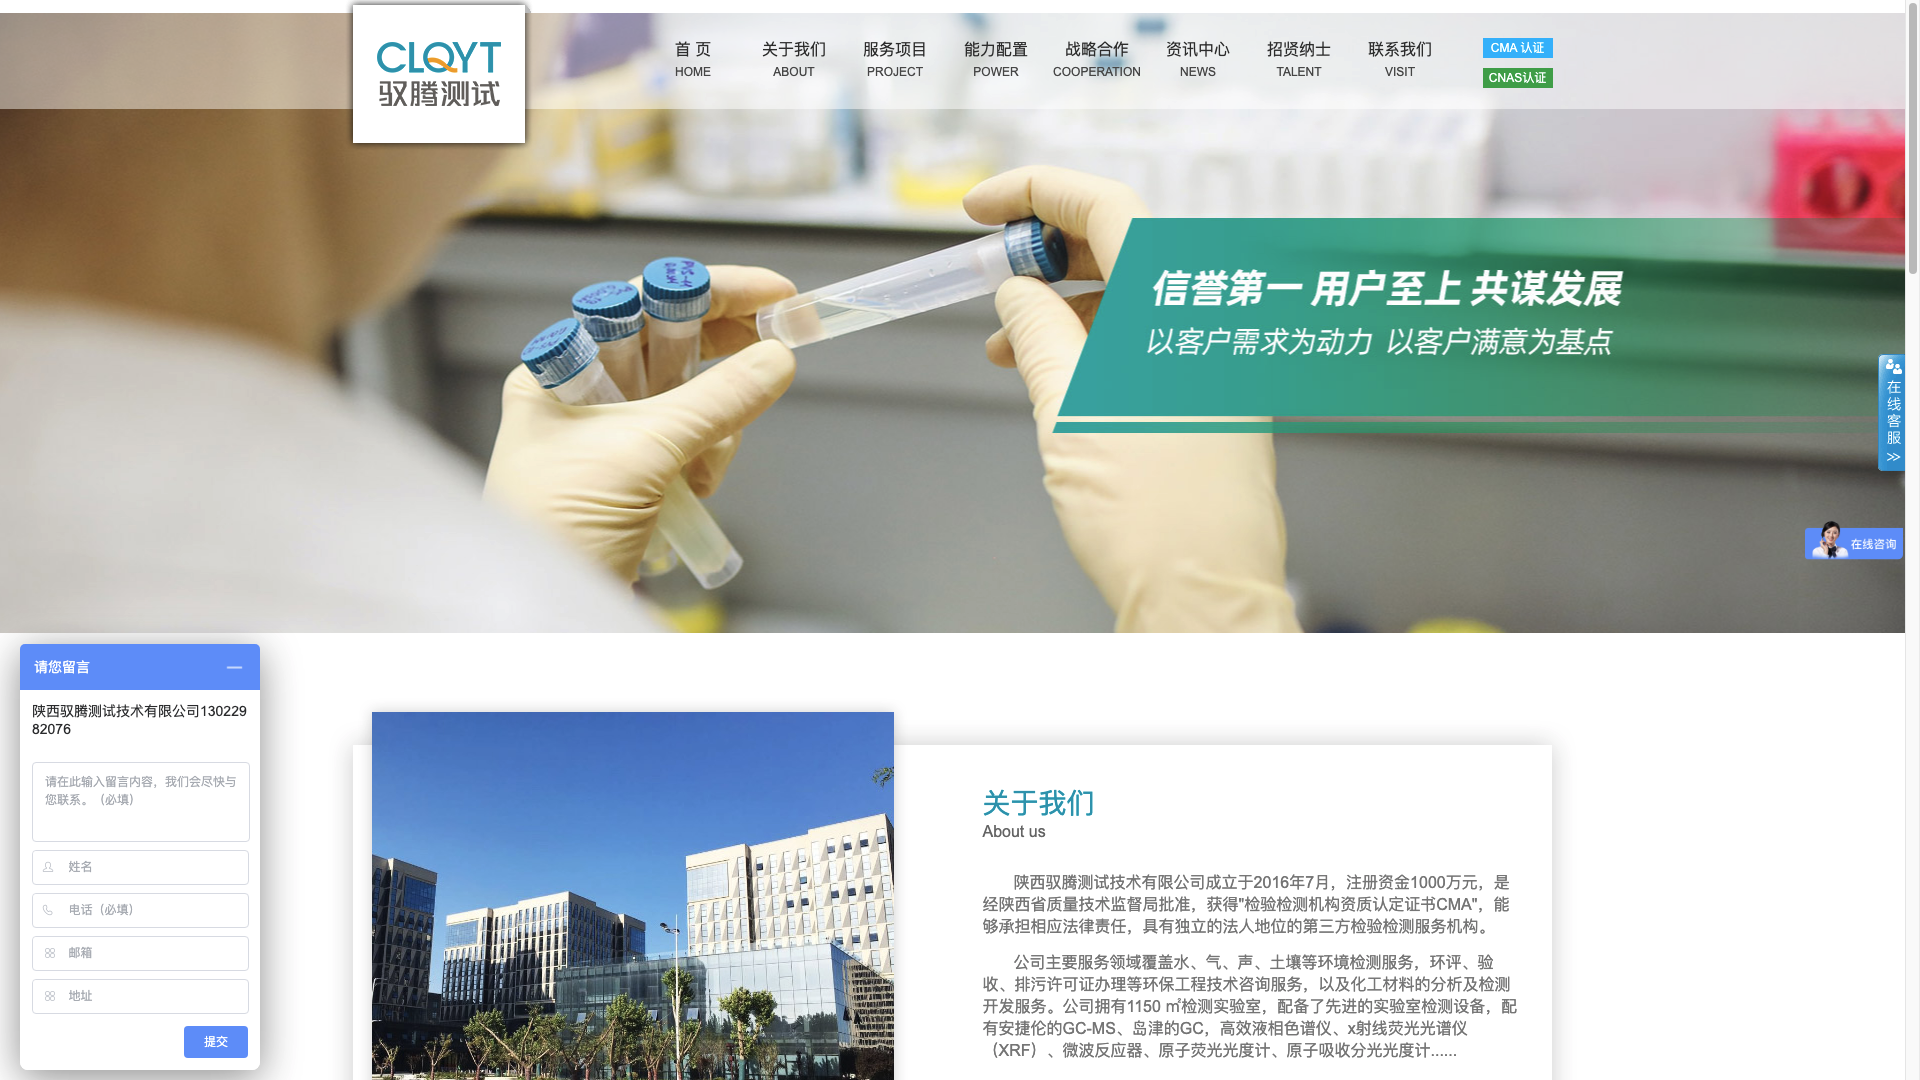 CLQYT
驭腾测试
首 页
HOME
关于我们
ABOUT
服务项目
PROJECT
能力配置
POWER
战略合作
COOPERATION
资讯中心
NEWS
招贤纳士
TALENT
联系我们
VISIT
CMA 认证
CNAS认证
信誉第一 用户至上 共谋发展
以客户需求为动力 以客户满意为基点
在线客服
>>
在线咨询
请您留言
陕西驭腾测试技术有限公司130229
82076
请在此输入留言内容，我们会尽快与
您联系。（必填）
姓名
电话（必填）
邮箱
地址
提交
关于我们
About us
陕西驭腾测试技术有限公司成立于2016年7月，注册资金1000万元，是
经陕西省质量技术监督局批准，获得"检验检测机构资质认定证书CMA"，能
够承担相应法律责任，具有独立的法人地位的第三方检验检测服务机构。
公司主要服务领域覆盖水、气、声、土壤等环境检测服务，环评、验
收、排污许可证办理等环保工程技术咨询服务，以及化工材料的分析及检测
开发服务。公司拥有1150 ㎡检测实验室，配备了先进的实验室检测设备，配
有安捷伦的GC-MS、岛津的GC，高效液相色谱仪、x射线荧光光谱仪
（XRF）、微波反应器、原子荧光光度计、原子吸收分光光度计......